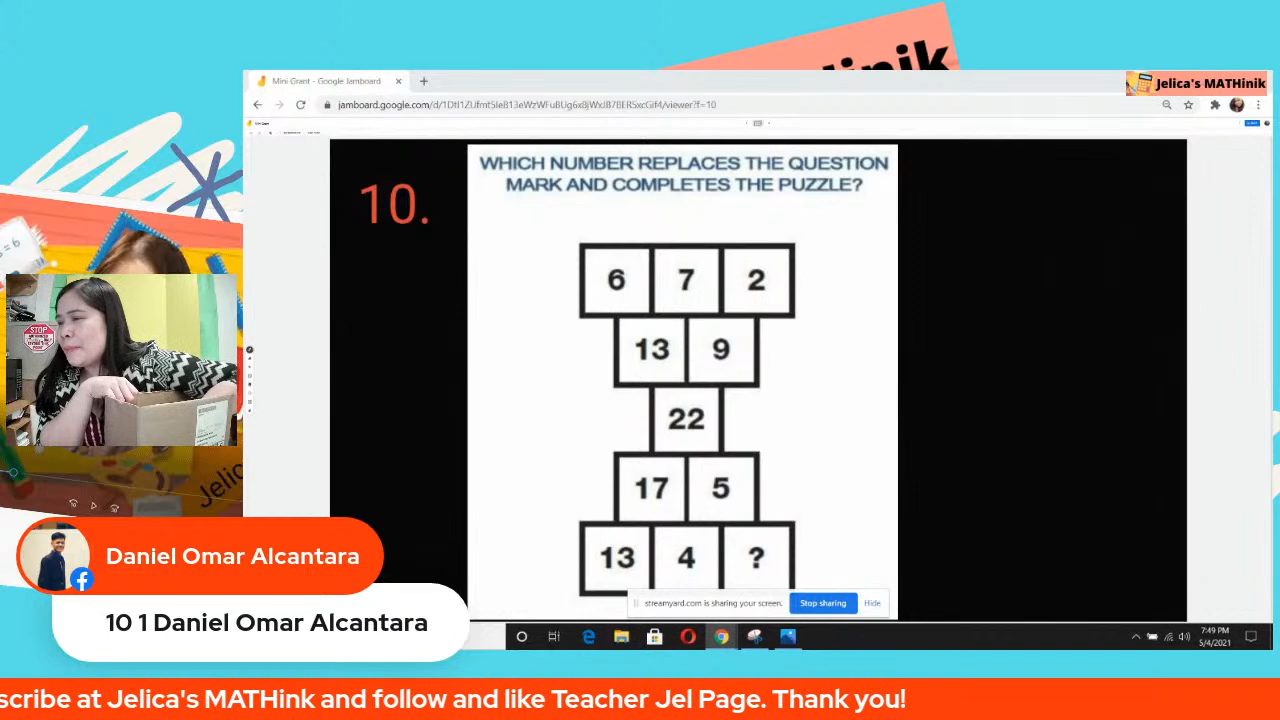 linik
Mini Grant - Google Jamboard
Jelica's MATHinik
WHICH NUMBER REPLACES THE QUESTION
MARK AND COMPLETES THE PUZZLE?
10.
6 7 2
13 9
22
17 5
13 4 ?
STOP
Jelica
streamyard.com is sharing your screen.
Stop sharing
Hide
Daniel Omar Alcantara
10 1 Daniel Omar Alcantara
7:49 PM
5/4/2021
scribe at Jelica's MATHink and follow and like Teacher Jel Page. Thank you!